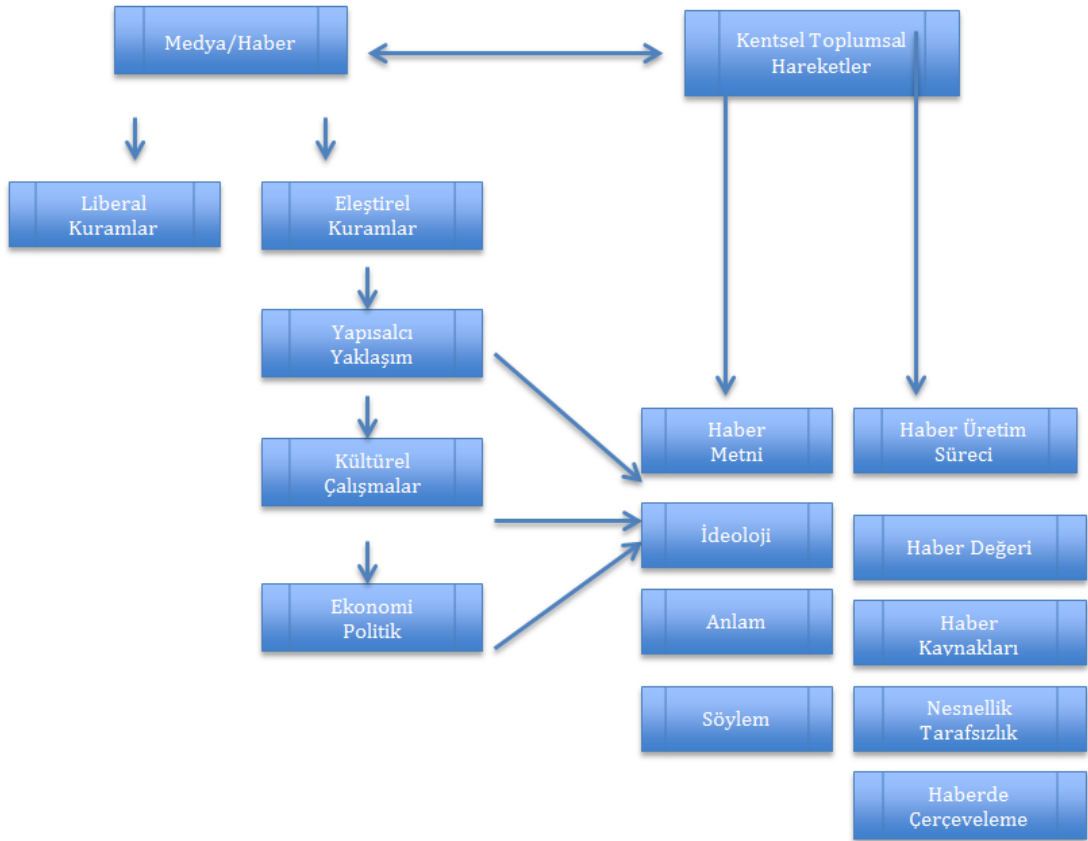 Medya/Haber
Kentsel Toplumsal
Hareketler
Liberal
Kuramlar
Eleştirel
Kuramlar
Yapısalcı
Yaklaşım
Kültürel
Çalışmalar
Ekonomi
Politik
Haber
Metni
Haber Üretim
Süreci
İdeoloji
Haber Değeri
Anlam
Haber
Kaynakları
Söylem
Nesnellik
Tarafsızlık
Haberde
Çerçeveleme